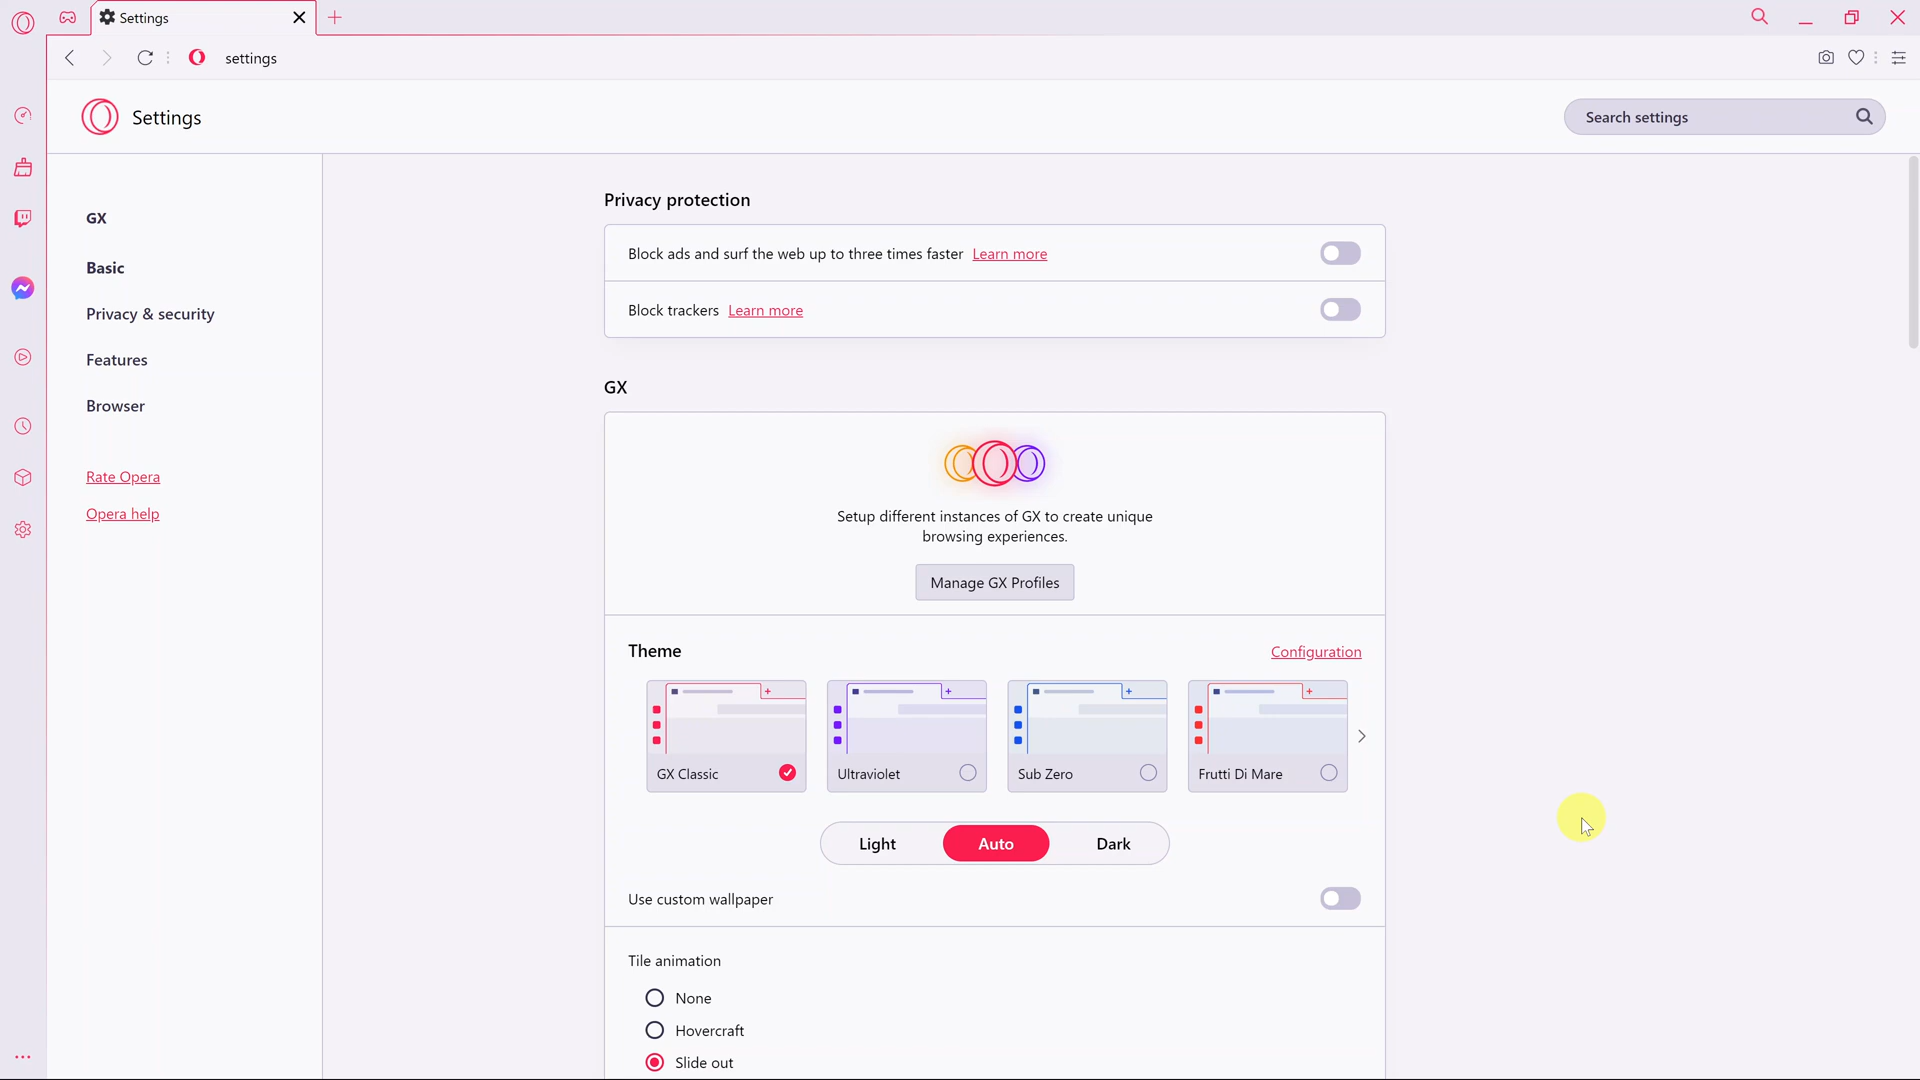 Settings
settings
Settings
Search settings
GX
Basic
Privacy & security
Features
Browser
Rate Opera
Opera help
Privacy protection
Block ads and surf the web up to three times faster Learn more
Block trackers Learn more
GX
Setup different instances of GX to create unique
browsing experiences.
Manage GX Profiles
Theme
Configuration
GX Classic
Ultraviolet
Sub Zero
Frutti Di Mare
Light
Auto
Dark
Use custom wallpaper
Tile animation
None
Hovercraft
Slide out